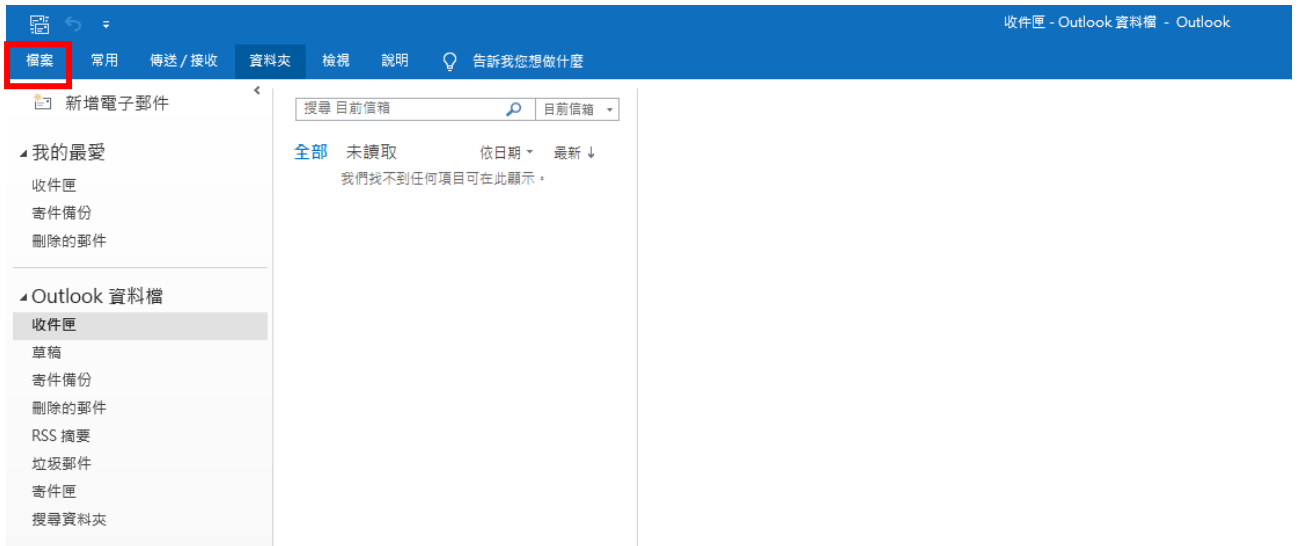 收件匣 - Outlook 資料檔 - Outlook
檔案 常用 傳送 / 接收 資料夾 檢視 說明 告訴我您想做什麼
新增電子郵件
我的最愛
收件匣
寄件備份
刪除的郵件
Outlook 資料檔
收件匣
草稿
寄件備份
刪除的郵件
RSS 摘要
垃圾郵件
寄件匣
搜尋資料夾
搜尋 目前信箱 目前信箱
全部 未讀取 依日期 最新 ↓
我們找不到任何項目可在此顯示。